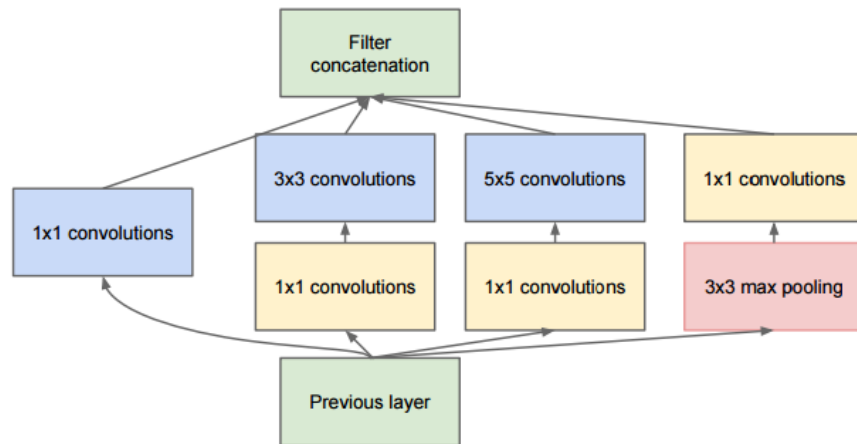 Filter
concatenation
3x3 convolutions
5x5 convolutions
1x1 convolutions
1x1 convolutions
1x1 convolutions
1x1 convolutions
3x3 max pooling
Previous layer